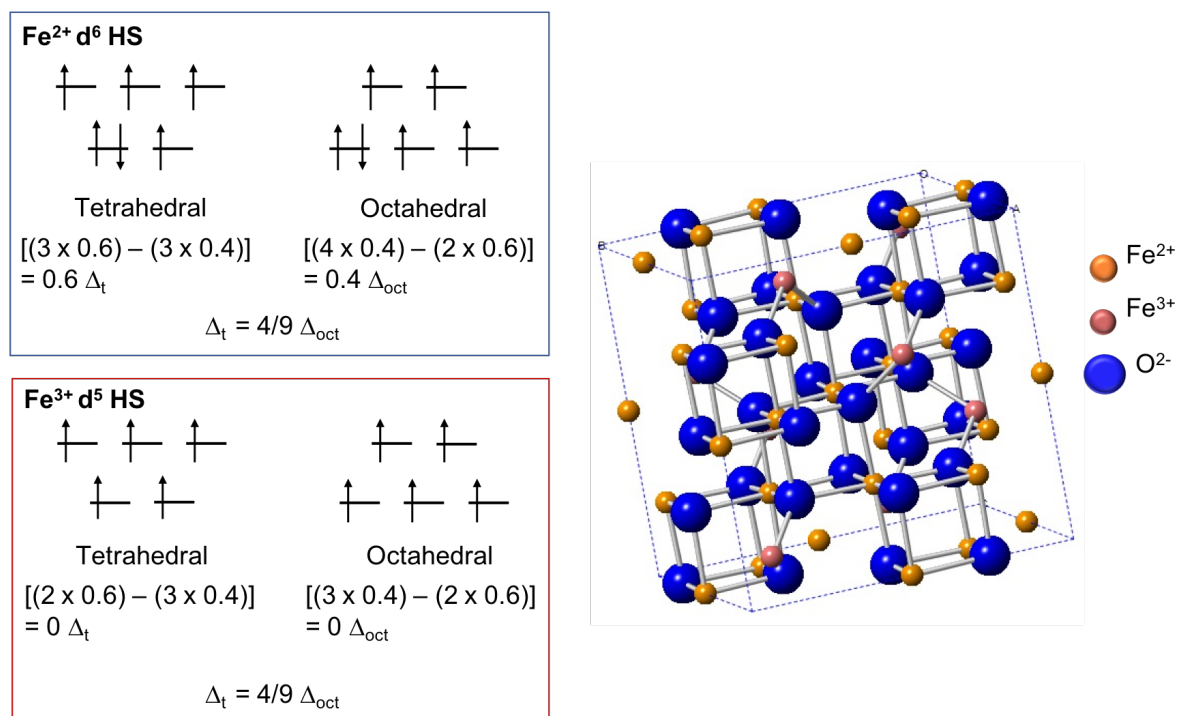 Fe²⁺ d⁶ HS
Tetrahedral Octahedral
[(3 x 0.6) – (3 x 0.4)] [(4 x 0.4) – (2 x 0.6)]
= 0.6 Δt = 0.4 Δoct
Δt = 4/9 Δoct
Fe³⁺ d⁵ HS
Tetrahedral Octahedral
[(2 x 0.6) – (3 x 0.4)] [(3 x 0.4) – (2 x 0.6)]
= 0 Δt = 0 Δoct
Δt = 4/9 Δoct
O
A
B
Fe²⁺
Fe³⁺
O²⁻